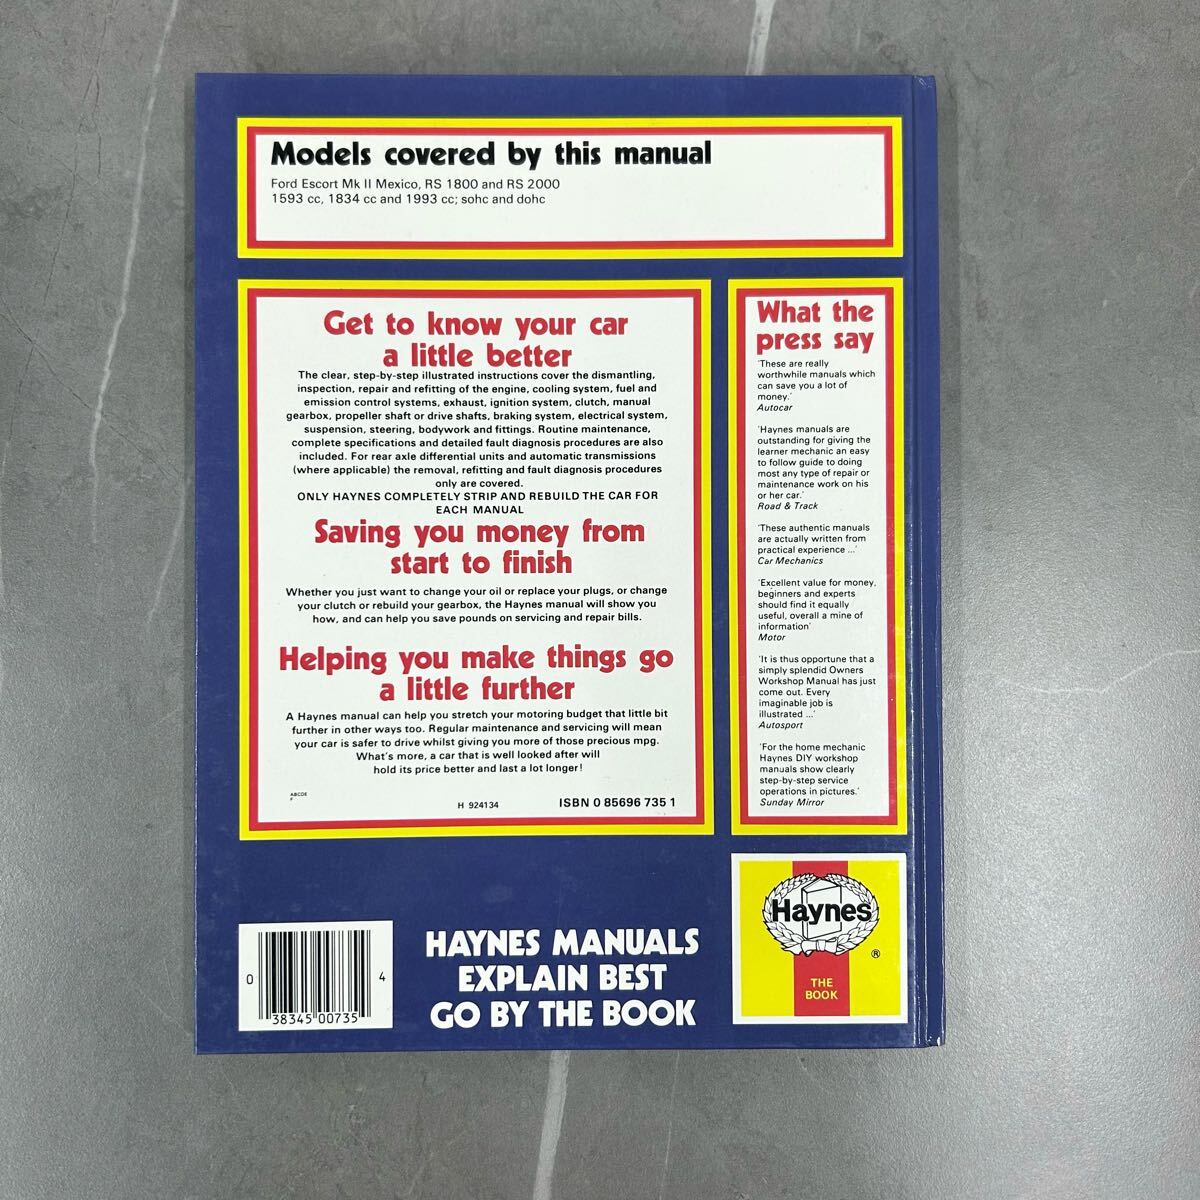 Models covered by this manual
Ford Escort Mk II Mexico, RS 1800 and RS 2000
1593 cc, 1834 cc and 1993 cc; sohc and dohc
Get to know your car
a little better
The clear, step-by-step illustrated instructions cover the dismantling,
inspection, repair and refitting of the engine, cooling system, fuel and
emission control systems, exhaust, ignition system, clutch, manual
gearbox, propeller shaft or drive shafts, braking system, electrical system,
suspension, steering, bodywork and fittings. Routine maintenance,
complete specifications and detailed fault diagnosis procedures are also
included. For rear axle differential units and automatic transmissions
(where applicable) the removal, refitting and fault diagnosis procedures
only are covered.
ONLY HAYNES COMPLETELY STRIP AND REBUILD THE CAR FOR
EACH MANUAL
Saving you money from
start to finish
Whether you just want to change your oil or replace your plugs, or change
your clutch or rebuild your gearbox, the Haynes manual will show you
how, and can help you save pounds on servicing and repair bills.
Helping you make things go
a little further
A Haynes manual can help you stretch your motoring budget that little bit
further in other ways too. Regular maintenance and servicing will mean
your car is safer to drive whilst giving you more of those precious mpg.
What's more, a car that is well looked after will
hold its price better and last a lot longer!
ABCDE
F
H 924134
ISBN 0 85696 735 1
What the
press say
'These are really
worthwhile manuals which
can save you a lot of
money.'
Autocar
'Haynes manuals are
outstanding for giving the
learner mechanic an easy
to follow guide to doing
most any type of repair or
maintenance work on his
or her car.'
Road & Track
'These authentic manuals
are actually written from
practical experience ...'
Car Mechanics
'Excellent value for money,
beginners and experts
should find it equally
useful, overall a mine of
information'
Motor
'It is thus opportune that a
simply splendid Owners
Workshop Manual has just
come out. Every
imaginable job is
illustrated ...'
Autosport
'For the home mechanic
Haynes DIY workshop
manuals show clearly
step-by-step service
operations in pictures.'
Sunday Mirror
0
38345 00735
4
HAYNES MANUALS
EXPLAIN BEST
GO BY THE BOOK
Haynes
®
THE
BOOK